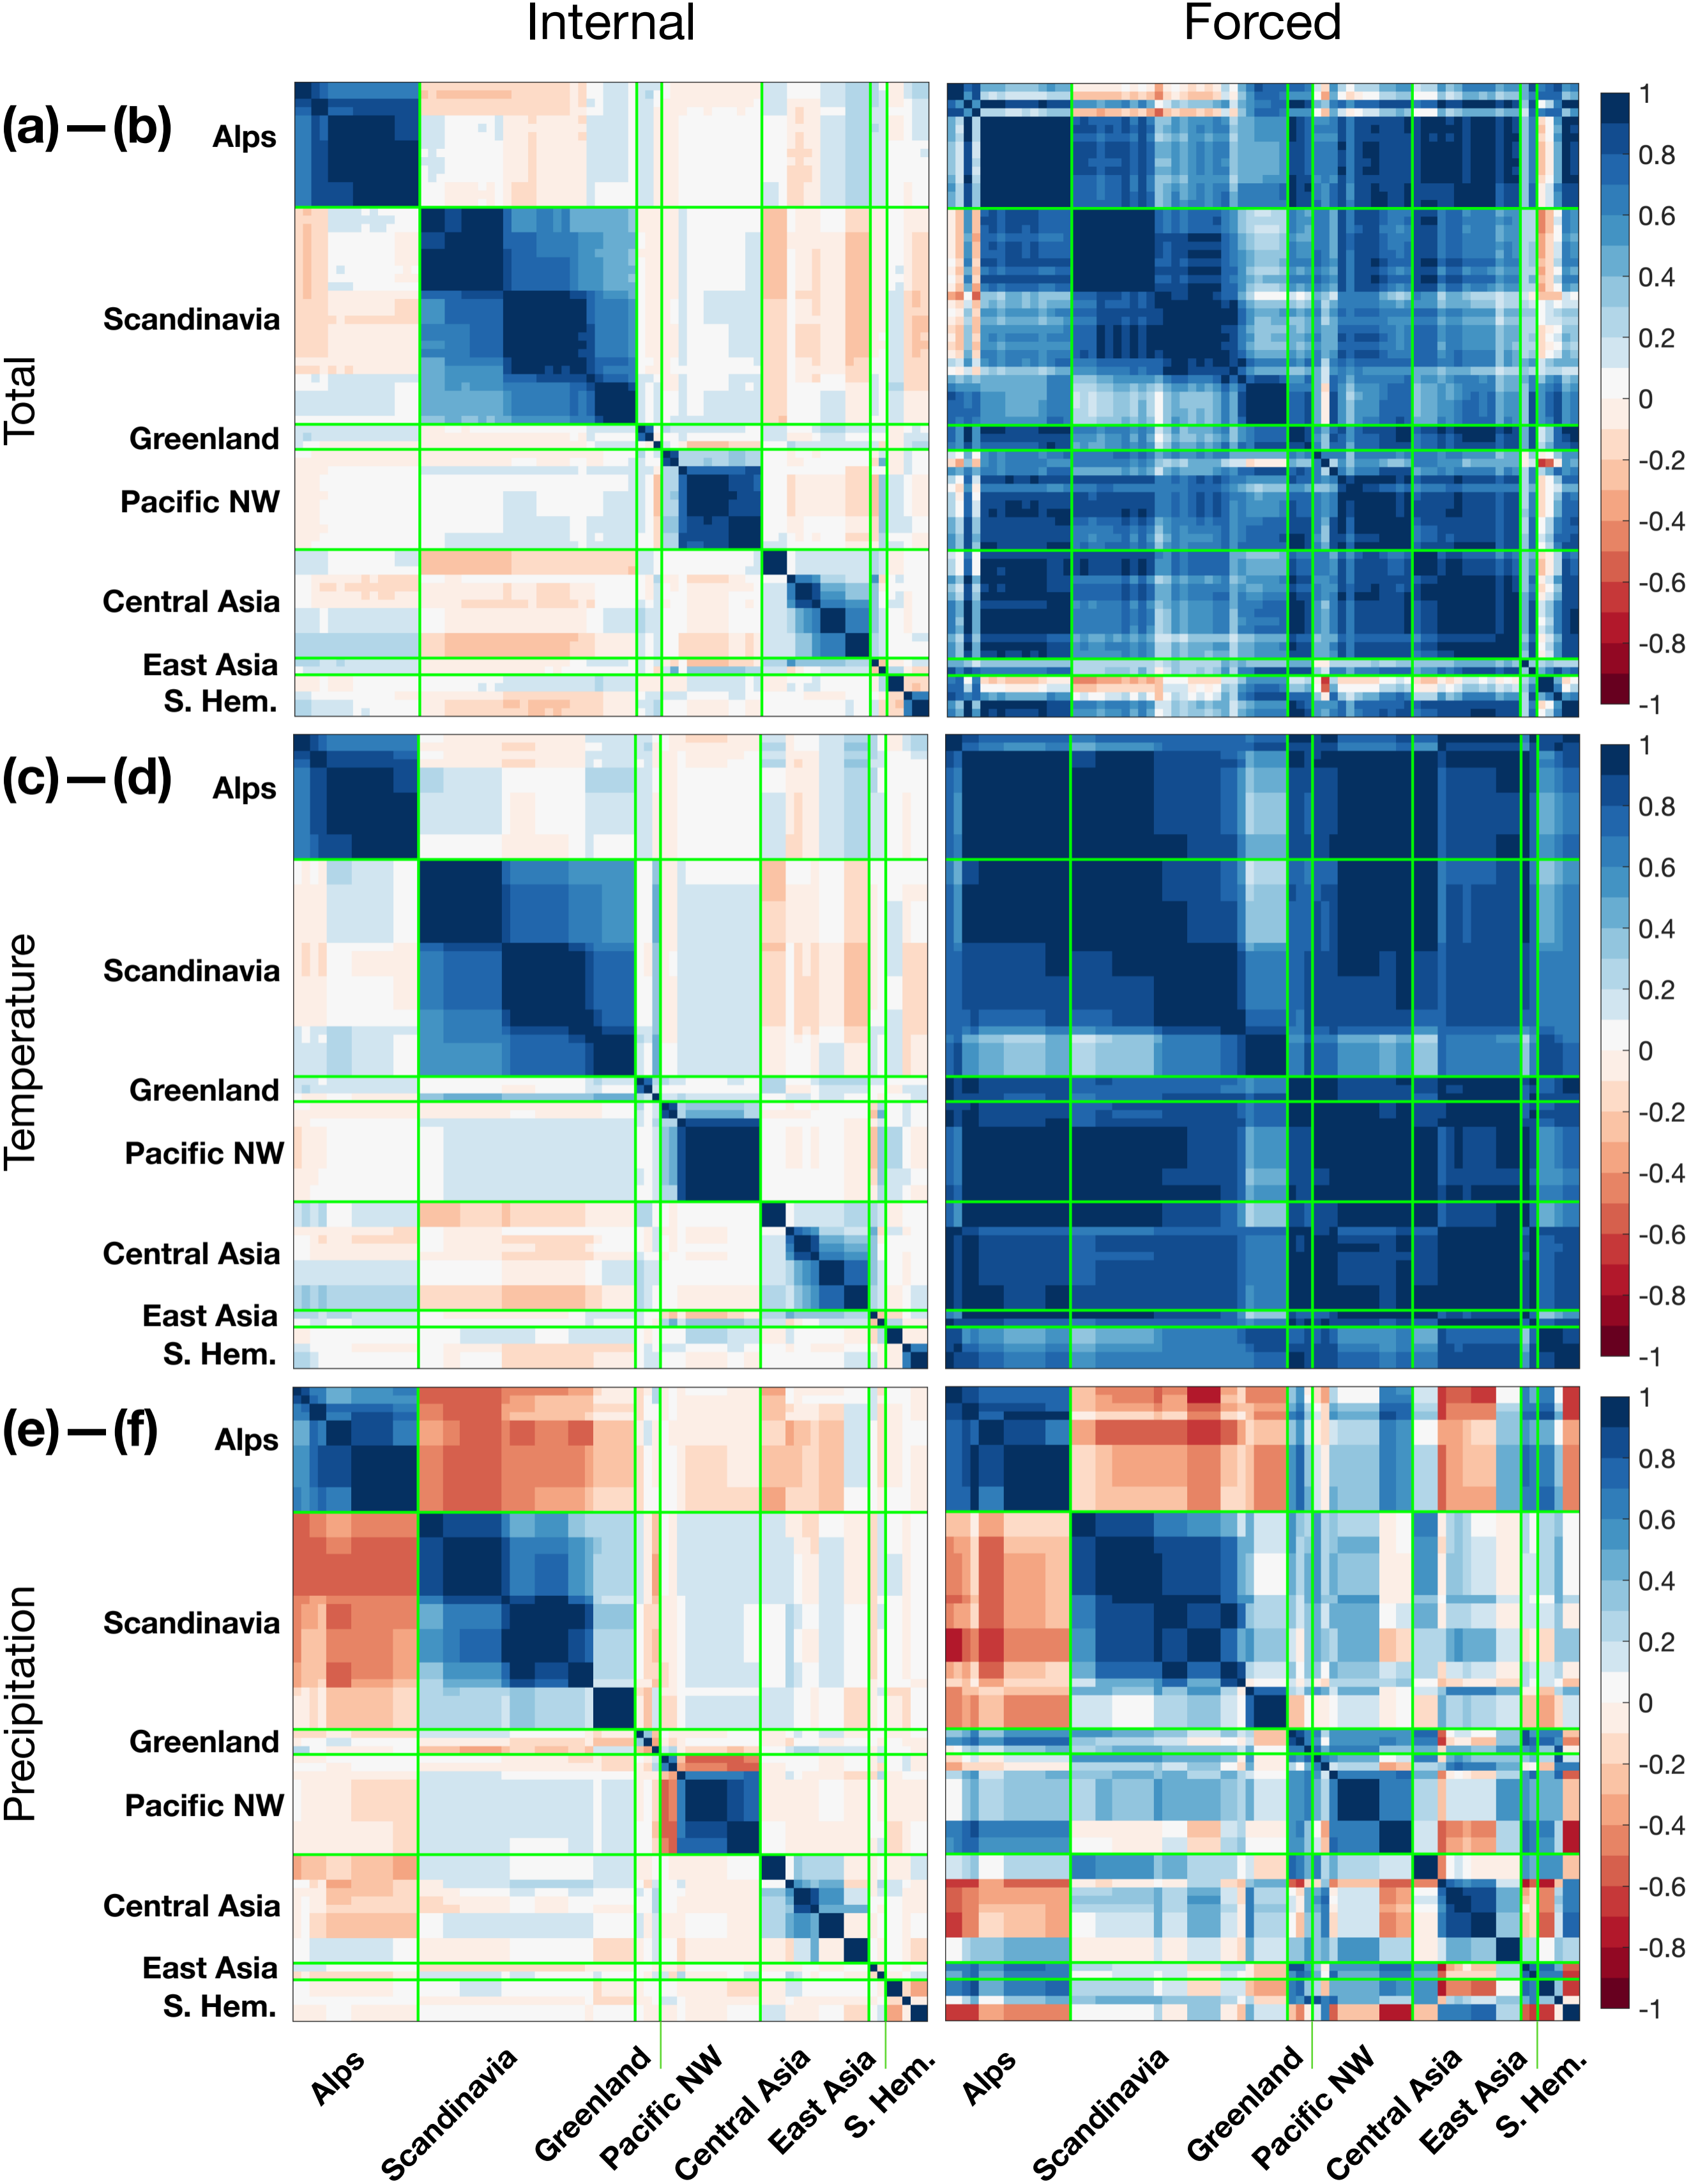 Internal Forced
(a)—(b)
Total
Alps
Scandinavia
Greenland
Pacific NW
Central Asia
East Asia
S. Hem.
1
0.8
0.6
0.4
0.2
0
-0.2
-0.4
-0.6
-0.8
-1
(c)—(d)
Temperature
Alps
Scandinavia
Greenland
Pacific NW
Central Asia
East Asia
S. Hem.
1
0.8
0.6
0.4
0.2
0
-0.2
-0.4
-0.6
-0.8
-1
(e)—(f)
Precipitation
Alps
Scandinavia
Greenland
Pacific NW
Central Asia
East Asia
S. Hem.
1
0.8
0.6
0.4
0.2
0
-0.2
-0.4
-0.6
-0.8
-1
Alps
Scandinavia
Greenland
Pacific NW
Central Asia
East Asia
S. Hem.
Alps
Scandinavia
Greenland
Pacific NW
Central Asia
East Asia
S. Hem.